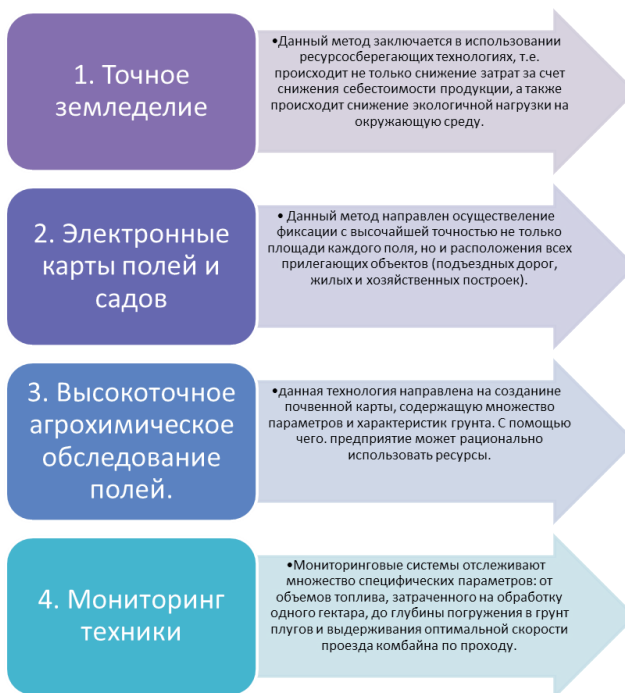 1. Точное
земледелие
•Данный метод заключается в использовании
ресурсосберегающих технологиях, т.е.
происходит не только снижение затрат за счет
снижения себестоимости продукции, а также
происходит снижение экологичной нагрузки на
окружающую среду.
2. Электронные
карты полей и
садов
• Данный метод направлен осуществеление
фиксации с высочайшей точностью не только
площади каждого поля, но и расположения всех
прилегающих объектов (подъездных дорог,
жилых и хозяйственных построек).
3. Высокоточное
агрохимическое
обследование
полей.
•данная технология направлена на созданине
почвенной карты, содержащую множество
параметров и характеристик грунта. С помощью
чего. предприятие может рационально
использовать ресурсы.
4. Мониторинг
техники
•Мониторинговые системы отслеживают
множество специфических параметров: от
объемов топлива, затраченного на обработку
одного гектара, до глубины погружения в грунт
плугов и выдерживания оптимальной скорости
проезда комбайна по проходу.